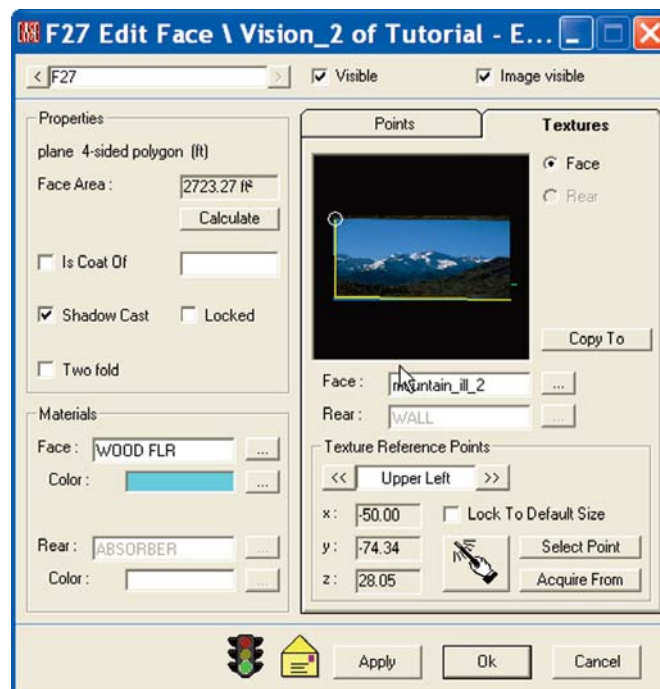 F27 Edit Face \ Vision_2 of Tutorial - E...
< F27 >
Visible
Image visible
Properties
plane 4-sided polygon (ft)
Face Area : 2723.27 ft²
Calculate
Is Coat Of
Shadow Cast
Locked
Two fold
Materials
Face : WOOD FLR ...
Color : ...
Rear : ABSORBER ...
Color : ...
Points
Textures
Face
Rear
Copy To
Face : mountain_ill_2 ...
Rear : WALL ...
Texture Reference Points
<< Upper Left >>
x : -50.00
Lock To Default Size
y : -74.34
Select Point
z : 28.05
Acquire From
Apply
Ok
Cancel